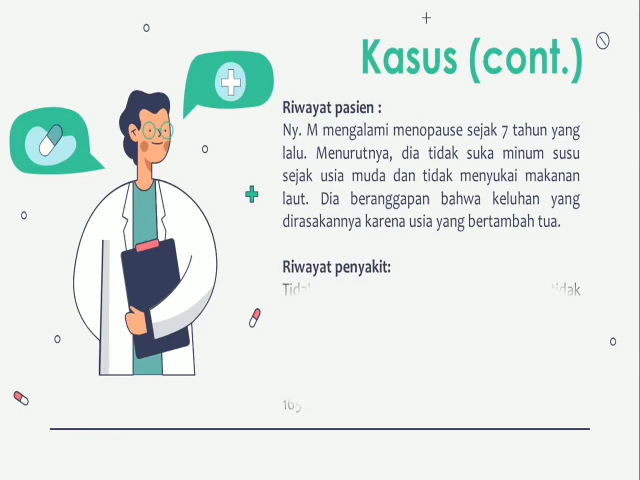 Kasus (cont.)
Riwayat pasien :
Ny. M mengalami menopause sejak 7 tahun yang
lalu. Menurutnya, dia tidak suka minum susu
sejak usia muda dan tidak menyukai makanan
laut. Dia beranggapan bahwa keluhan yang
dirasakannya karena usia yang bertambah tua.
Riwayat penyakit:
tidak